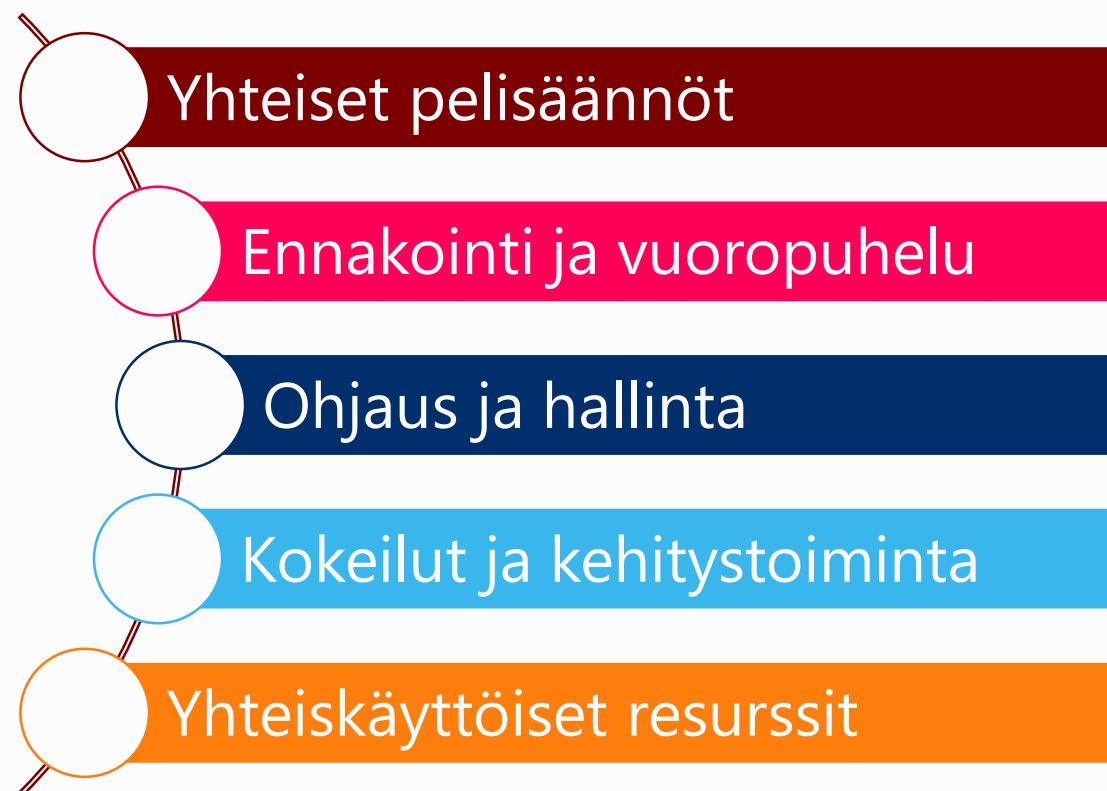 Yhteiset pelisäännöt
Ennakointi ja vuoropuhelu
Ohjaus ja hallinta
Kokeilut ja kehitystoiminta
Yhteiskäyttöiset resurssit